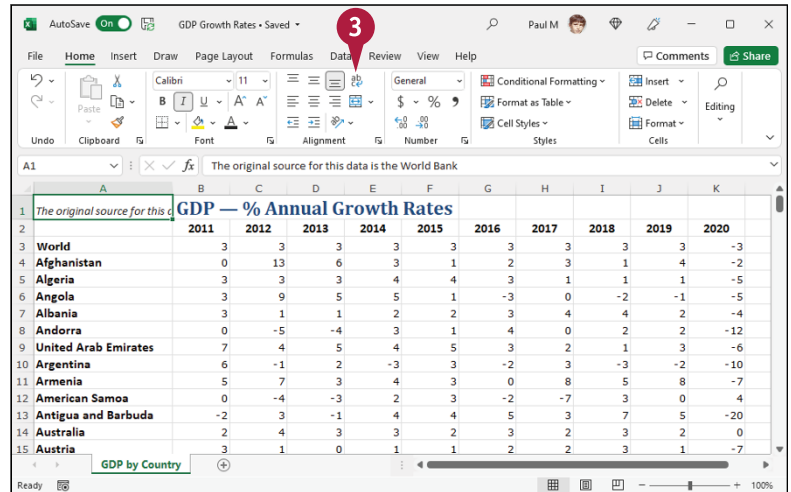 AutoSave On GDP Growth Rates • Saved Paul M
3
File Home Insert Draw Page Layout Formulas Data Review View Help Comments Share
Paste
Calibri 11
B I U A A A
ab
General
$ % 9
Conditional Formatting
Format as Table
Cell Styles
Insert
Delete
Format
Editing
Undo Clipboard Font Alignment Number Styles Cells
A1 fx The original source for this data is the World Bank
A B C D E F G H I J K
1 The original source for this GDP — % Annual Growth Rates
2 2011 2012 2013 2014 2015 2016 2017 2018 2019 2020
3 World 3 3 3 3 3 3 3 3 3 -3
4 Afghanistan 0 13 6 3 1 2 3 1 4 -2
5 Algeria 3 3 3 4 4 3 1 1 1 -5
6 Angola 3 9 5 5 1 -3 0 -2 -1 -5
7 Albania 3 1 1 2 2 3 4 4 2 -4
8 Andorra 0 -5 -4 3 1 4 0 2 2 -12
9 United Arab Emirates 7 4 5 4 5 3 2 1 3 -6
10 Argentina 6 -1 2 -3 3 -2 3 -3 -2 -10
11 Armenia 5 7 3 4 3 0 8 5 8 -7
12 American Samoa 0 -4 -3 2 3 -2 -7 3 0 4
13 Antigua and Barbuda -2 3 -1 4 4 5 3 7 5 -20
14 Australia 2 4 3 3 2 3 2 3 2 0
15 Austria 3 1 0 1 1 2 2 3 1 -7
GDP by Country
Ready 100%